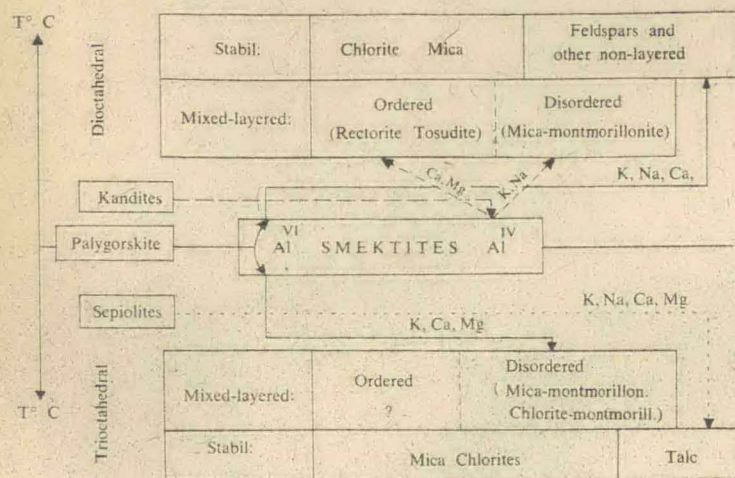 T° C
Dioctahedral
Stabil:
Chlorite Mica
Feldspars and
other non-layered
Mixed-layered:
Ordered
(Rectorite Tosudite)
Disordered
(Mica-montmorillonite)
Ca, Mg
K, Na
K, Na, Ca,
Kandites
Palygorskite
Sepiolites
VI
Al
SMEKTITES
IV
Al
K, Na, Ca, Mg
K, Ca, Mg
Trioctahedral
Mixed-layered:
Ordered
?
Disordered
(Mica-montmorillon.
Chlorite-montmorill.)
Stabil:
Mica Chlorites
Talc
T° C